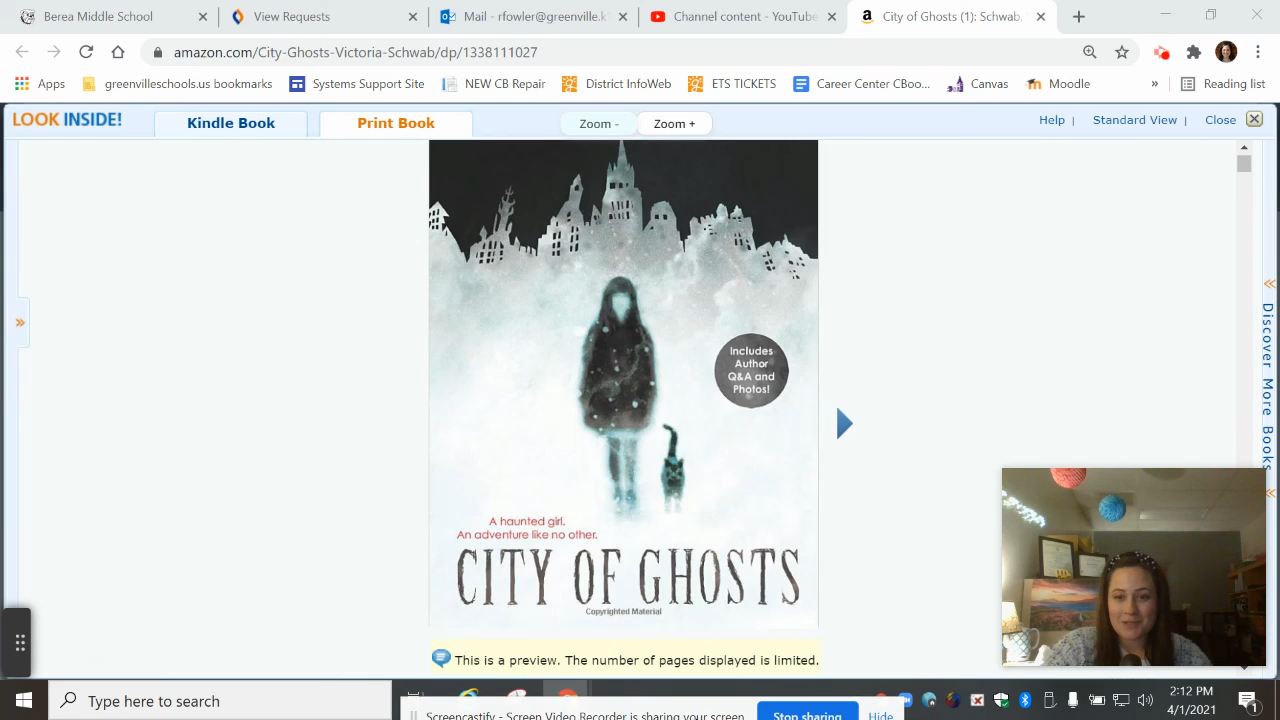 Berea Middle School
View Requests
Mail - rfowler@greenville.k
Channel content - YouTube
City of Ghosts (1): Schwab,
amazon.com/City-Ghosts-Victoria-Schwab/dp/1338111027
Apps
greenvilleschools.us bookmarks
Systems Support Site
NEW CB Repair
District InfoWeb
ETS TICKETS
Career Center CBoo...
Canvas
Moodle
»
Reading list
LOOK INSIDE!
Kindle Book
Print Book
Zoom -
Zoom +
Help |
Standard View |
Close
Includes
Author
Q&A and
Photos!
Discover More Books
A haunted girl.
An adventure like no other.
CITY OF GHOSTS
Copyrighted Material
This is a preview. The number of pages displayed is limited.
Type here to search
Screencastify - Screen Video Recorder is sharing your screen.
Stop sharing
Hide
2:12 PM
4/1/2021
1